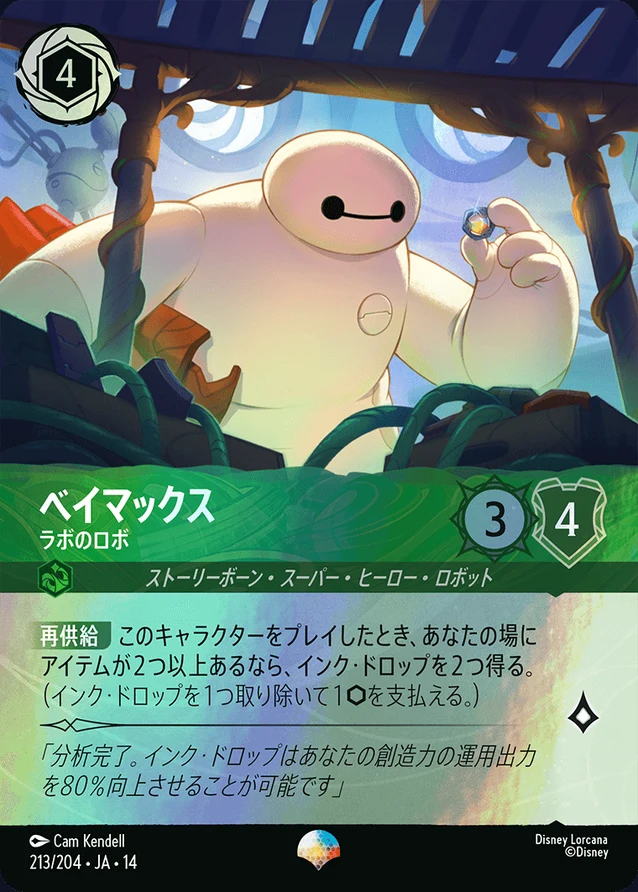 4
ベイマックス
ラボのロボ
3
4
ストーリーボーン・スーパー・ヒーロー・ロボット
再供給 このキャラクターをプレイしたとき、あなたの場に
アイテムが2つ以上あるなら、インク・ドロップを2つ得る。
(インク・ドロップを1つ取り除いて1⬡を支払える。)
「分析完了。インク・ドロップはあなたの創造力の運用出力
を80%向上させることが可能です」
Cam Kendell
213/204・JA・14
Disney Lorcana
©Disney